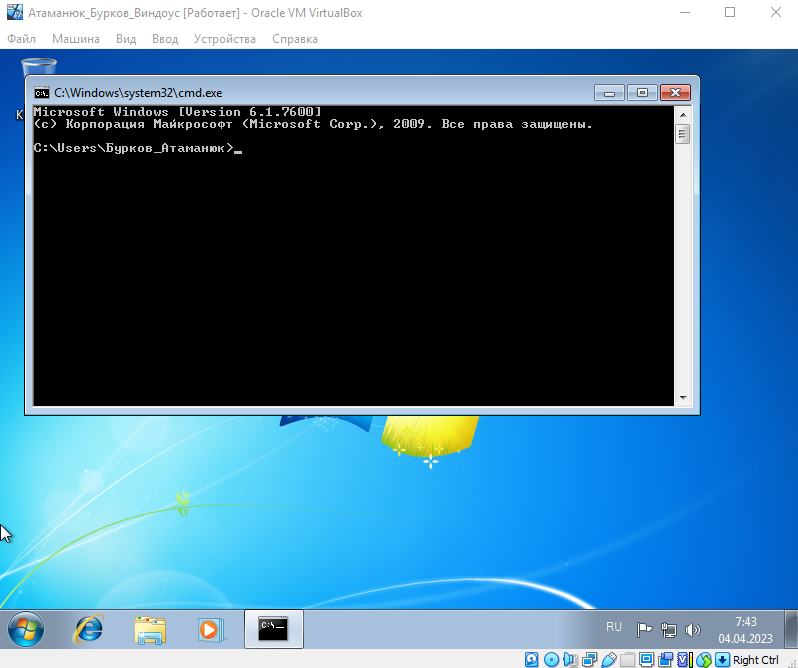 Атаманюк_Бурков_Виндоус [Работает] - Oracle VM VirtualBox
Файл Машина Вид Ввод Устройства Справка
C:\Windows\system32\cmd.exe
Microsoft Windows [Version 6.1.7600]
(c) Корпорация Майкрософт (Microsoft Corp.), 2009. Все права защищены.
C:\Users\Бурков_Атаманюк>_
RU
7:43
04.04.2023
Right Ctrl